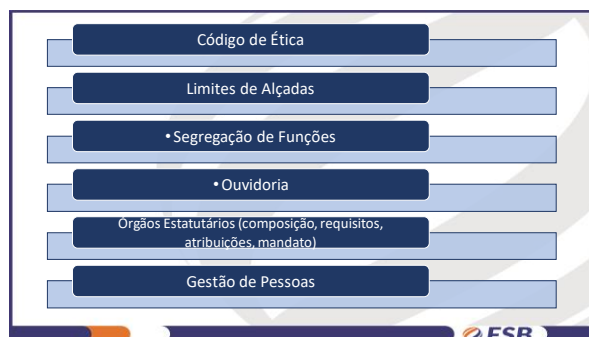 Código de Ética
Limites de Alçadas
•Segregação de Funções
•Ouvidoria
Órgãos Estatutários (composição, requisitos,
atribuições, mandato)
Gestão de Pessoas
ESB